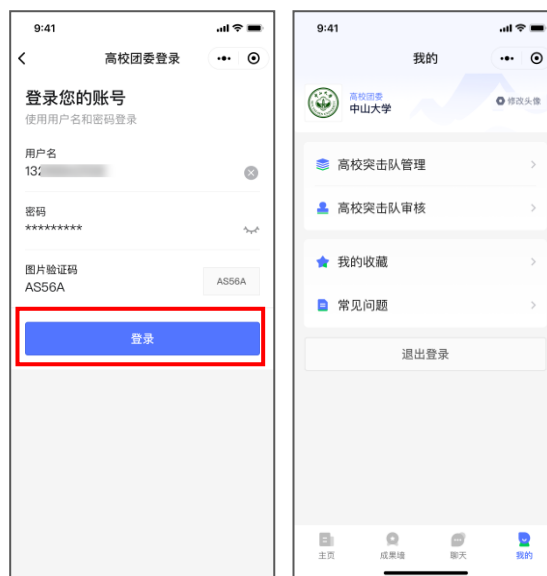 9:41
高校团委登录
登录您的账号
使用用户名和密码登录
用户名
132
密码
*********
图片验证码
AS56A
AS56A
登录
9:41
我的
高校团委
中山大学
修改头像
高校突击队管理
高校突击队审核
我的收藏
常见问题
退出登录
主页
成果墙
聊天
我的